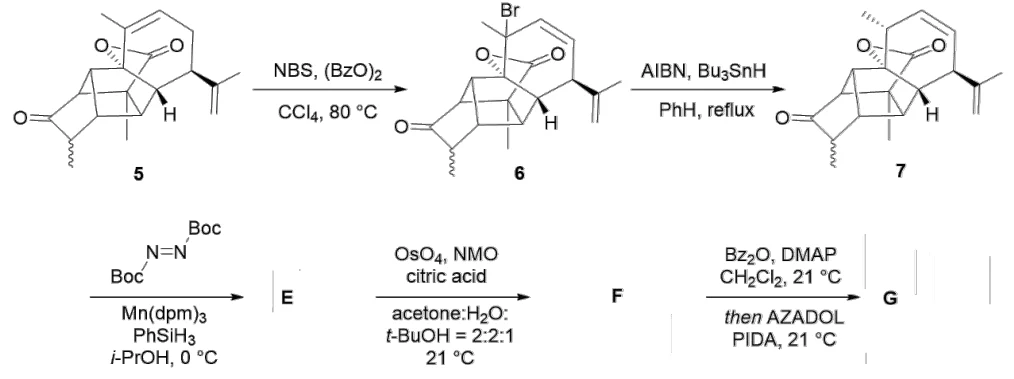 Br
O
O
O
H
5
NBS, (BzO)₂
CCl₄, 80 °C
O
O
O
H
6
AIBN, Bu₃SnH
PhH, reflux
O
O
O
H
7
Boc
N=N
Boc
Mn(dpm)₃
PhSiH₃
i-PrOH, 0 °C
E
OsO₄, NMO
citric acid
acetone:H₂O:
t-BuOH = 2:2:1
21 °C
F
Bz₂O, DMAP
CH₂Cl₂, 21 °C
then AZADOL
PIDA, 21 °C
G